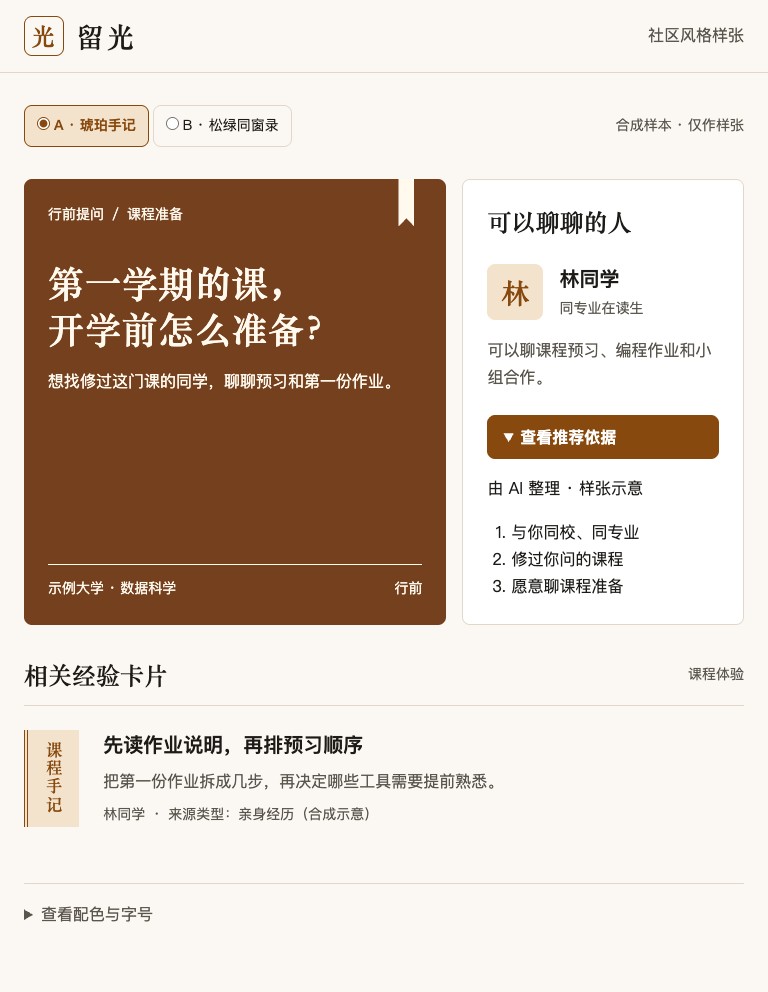 光 留光
社区风格样张
A · 琥珀手记
B · 松绿同窗录
合成样本 · 仅作样张
行前提问 / 课程准备
第一学期的课，
开学前怎么准备？
想找修过这门课的同学，聊聊预习和第一份作业。
示例大学 · 数据科学
行前
可以聊聊的人
林
林同学
同专业在读生
可以聊课程预习、编程作业和小
组合作。
▼ 查看推荐依据
由 AI 整理 · 样张示意
1. 与你同校、同专业
2. 修过你问的课程
3. 愿意聊课程准备
相关经验卡片
课程体验
课程手记
先读作业说明，再排预习顺序
把第一份作业拆成几步，再决定哪些工具需要提前熟悉。
林同学 · 来源类型：亲身经历（合成示意）
▶ 查看配色与字号